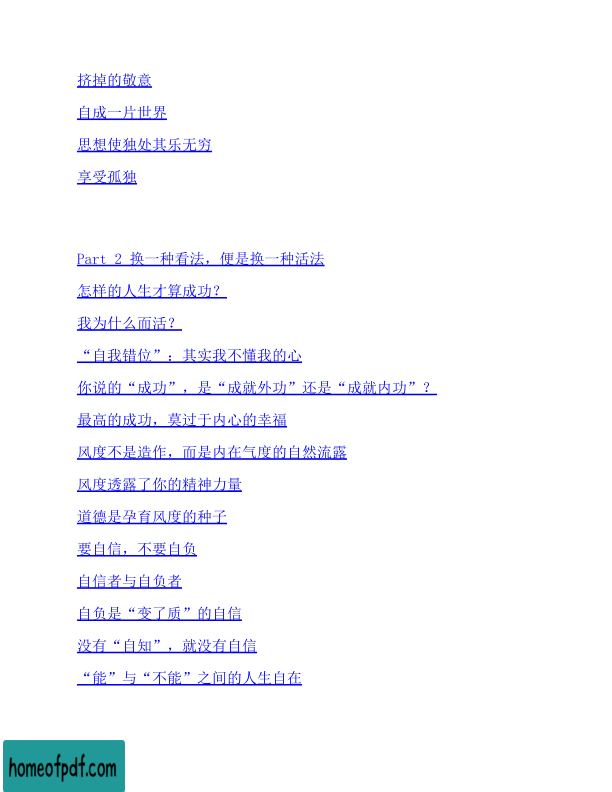 挤掉的敬意
自成一片世界
思想使独处其乐无穷
享受孤独
Part 2 换一种看法，便是换一种活法
怎样的人生才算成功？
我为什么而活？
“自我错位”：其实我不懂我的心
你说的“成功”，是“成就外功”还是“成就内功”？
最高的成功，莫过于内心的幸福
风度不是造作，而是内在气度的自然流露
风度透露了你的精神力量
道德是孕育风度的种子
要自信，不要自负
自信者与自负者
自负是“变了质”的自信
没有“自知”，就没有自信
“能”与“不能”之间的人生自在
homeofpdf.com